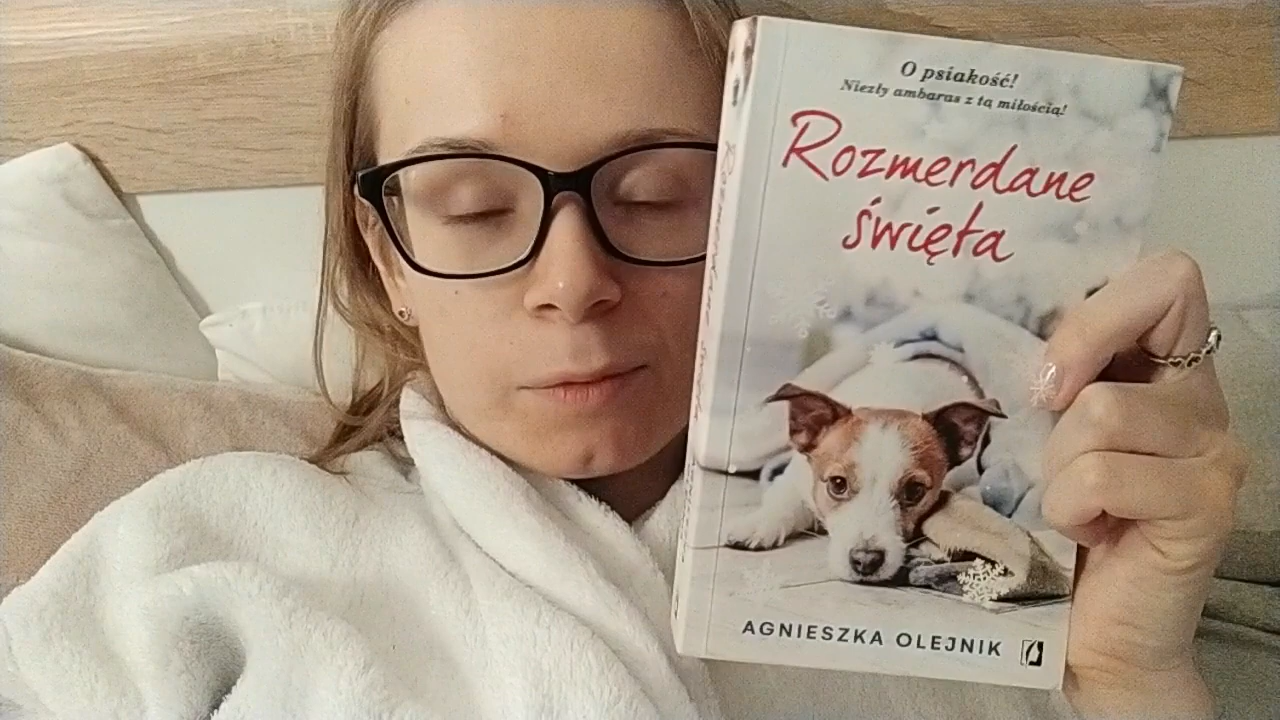 O psiakość!
Niezły ambaras z tą miłością!
Rozmerdane
święta
AGNIESZKA OLEJNIK